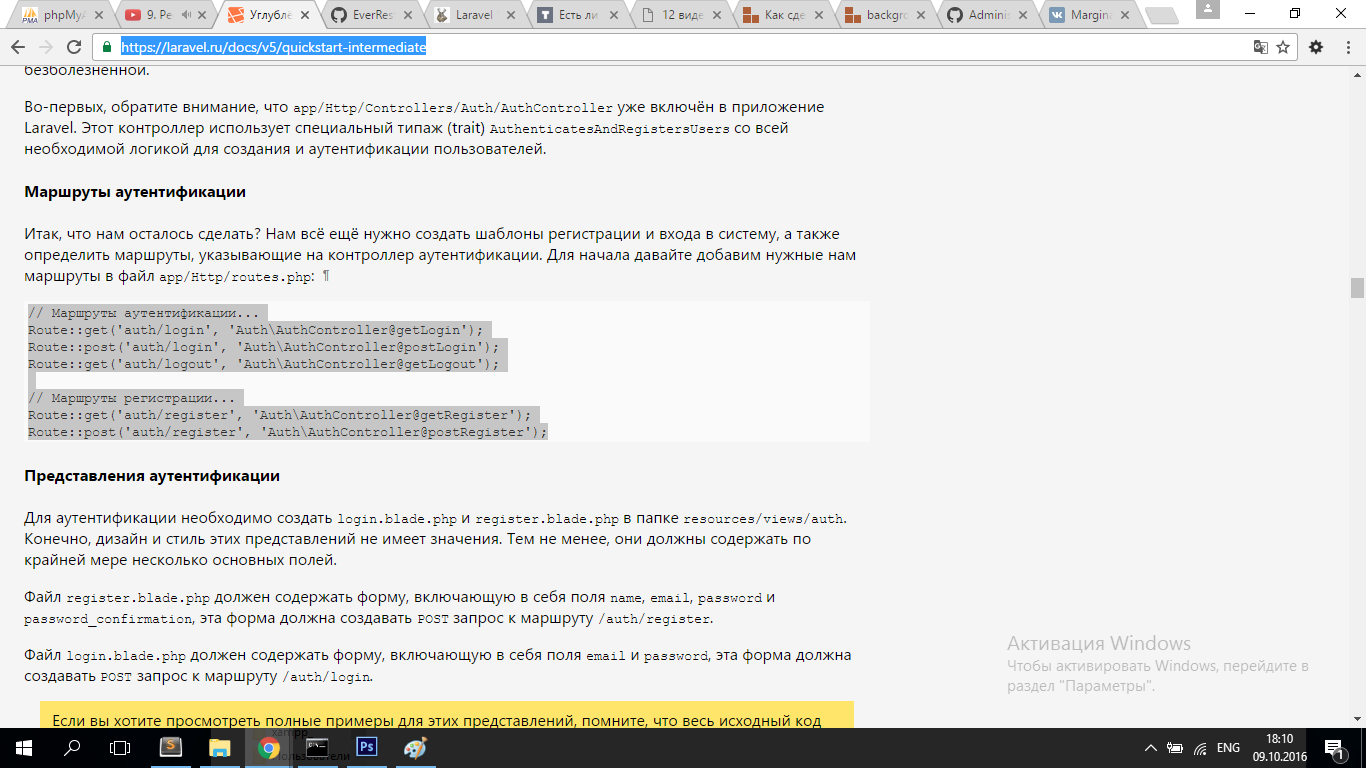 phpMyA
9. Ре
Углубле
EverRes
Laravel
Есть ли
12 виде
Как сде
backgro
Adminis
Margina
https://laravel.ru/docs/v5/quickstart-intermediate
безболезненной.
Во-первых, обратите внимание, что app/Http/Controllers/Auth/AuthController уже включён в приложение
Laravel. Этот контроллер использует специальный типаж (trait) AuthenticatesAndRegistersUsers со всей
необходимой логикой для создания и аутентификации пользователей.
Маршруты аутентификации
Итак, что нам осталось сделать? Нам всё ещё нужно создать шаблоны регистрации и входа в систему, а также
определить маршруты, указывающие на контроллер аутентификации. Для начала давайте добавим нужные нам
маршруты в файл app/Http/routes.php: ¶
// Маршруты аутентификации...
Route::get('auth/login', 'Auth\AuthController@getLogin');
Route::post('auth/login', 'Auth\AuthController@postLogin');
Route::get('auth/logout', 'Auth\AuthController@getLogout');
// Маршруты регистрации...
Route::get('auth/register', 'Auth\AuthController@getRegister');
Route::post('auth/register', 'Auth\AuthController@postRegister');
Представления аутентификации
Для аутентификации необходимо создать login.blade.php и register.blade.php в папке resources/views/auth.
Конечно, дизайн и стиль этих представлений не имеет значения. Тем не менее, они должны содержать по
крайней мере несколько основных полей.
Файл register.blade.php должен содержать форму, включающую в себя поля name, email, password и
password_confirmation, эта форма должна создавать POST запрос к маршруту /auth/register.
Файл login.blade.php должен содержать форму, включающую в себя поля email и password, эта форма должна
создавать POST запрос к маршруту /auth/login.
Если вы хотите просмотреть полные примеры для этих представлений, помните, что весь исходный код
Активация Windows
Чтобы активировать Windows, перейдите в
раздел "Параметры".
xampp
Пользователи
ENG
18:10
09.10.2016
1